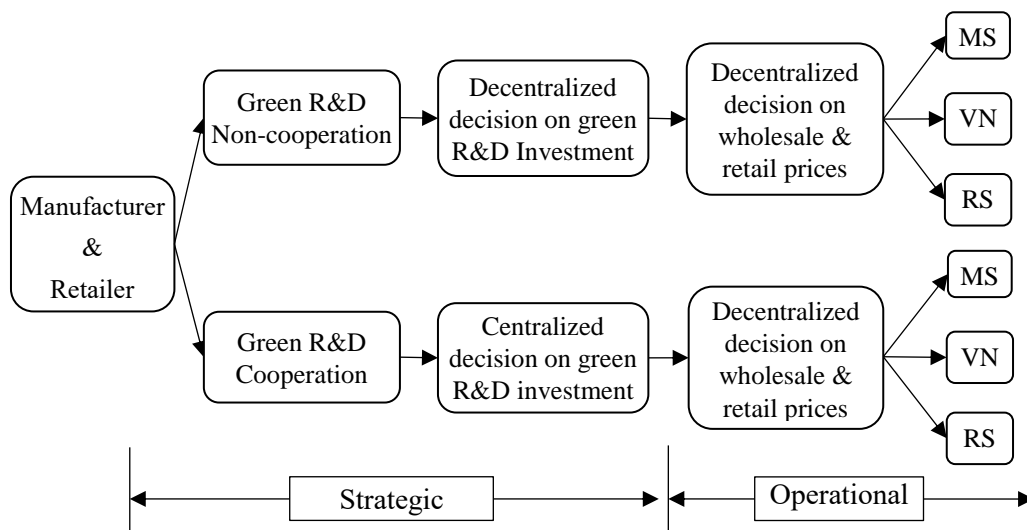 Manufacturer
&
Retailer
Green R&D
Non-cooperation
Decentralized
decision on green
R&D Investment
Decentralized
decision on
wholesale &
retail prices
MS
VN
RS
Green R&D
Cooperation
Centralized
decision on green
R&D investment
Decentralized
decision on
wholesale &
retail prices
MS
VN
RS
Strategic
Operational